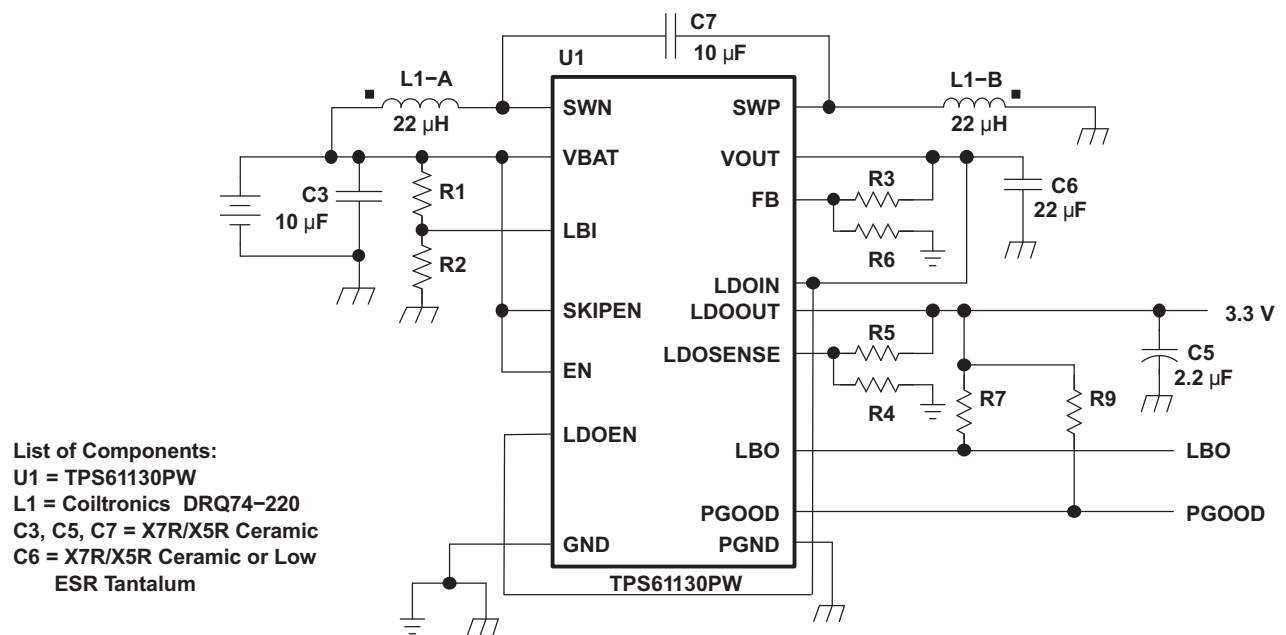 C7
10 µF
U1
L1−A
22 µH
L1−B
22 µH
SWN
SWP
VBAT
VOUT
C3
10 µF
R1
FB
R3
C6
22 µF
LBI
R2
R6
LDOIN
SKIPEN
LDOOUT
3.3 V
R5
LDOSENSE
C5
2.2 µF
EN
R4
R7
R9
LDOEN
LBO
LBO
PGOOD
PGOOD
GND
PGND
TPS61130PW
List of Components:
U1 = TPS61130PW
L1 = Coiltronics DRQ74−220
C3, C5, C7 = X7R/X5R Ceramic
C6 = X7R/X5R Ceramic or Low
ESR Tantalum